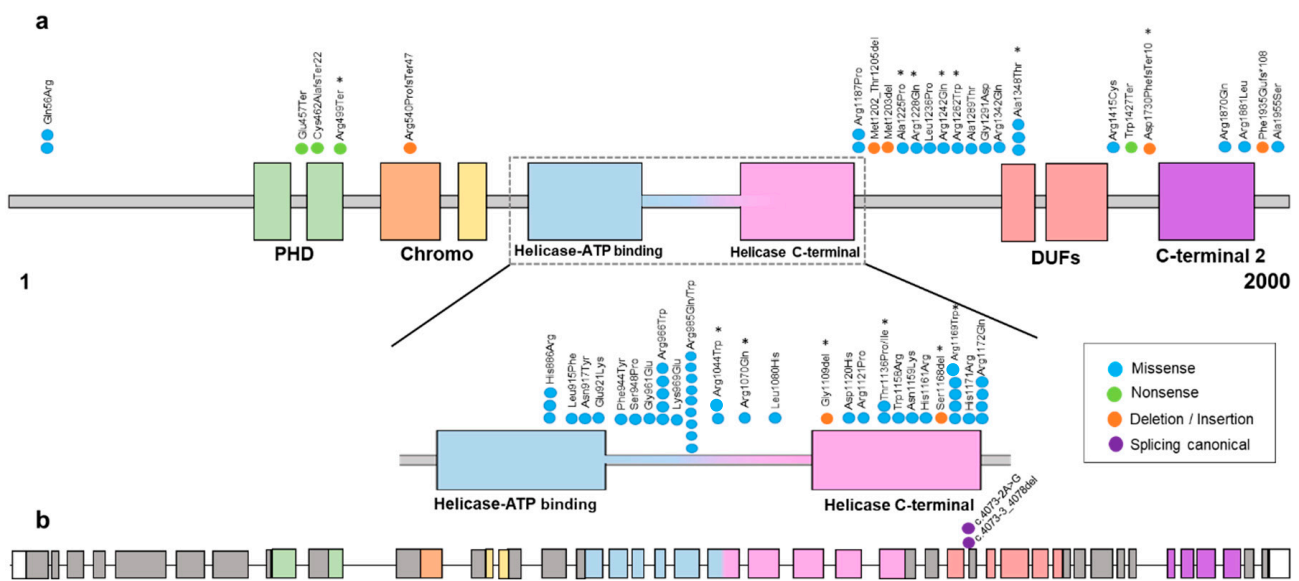 a
Gln56Arg
Glu457Ter
Cys462AlafsTer22
Arg499Ter *
Arg540ProfsTer47
Arg1187Pro
Met1202_Thr1205del
Met1203del
Ala1225Pro *
Arg1228Gln *
Leu1236Pro
Arg1242Gln *
Arg1262Trp *
Ala1289Thr
Gly1291Asp
Arg1342Gln
Ala1348Thr *
Arg1415Cys
Trp1427Ter
Asp1730PhefsTer10 *
Arg1870Gln
Arg1881Leu
Phe1935Glufs*108
Ala1955Ser
PHD
Chromo
Helicase-ATP binding
Helicase C-terminal
DUFs
C-terminal 2
1
2000
His886Arg
Leu915Phe
Asn917Tyr
Glu921Lys
Phe944Tyr
Ser948Pro
Gly961Glu
Arg966Trp
Lys969Glu
Arg985Gln/Trp
Arg1044Trp *
Arg1070Gln *
Leu1080His
Gly1109del *
Asp1120His
Arg1121Pro
Thr1136Pro/Ile *
Trp1158Arg
Asn1159Lys
His1161Arg
Ser1168del *
Arg1169Trp*
His1171Arg
Arg1172Gln
Helicase-ATP binding
Helicase C-terminal
Missense
Nonsense
Deletion / Insertion
Splicing canonical
b
c.4073-2A>G
c.4073-3_4078del